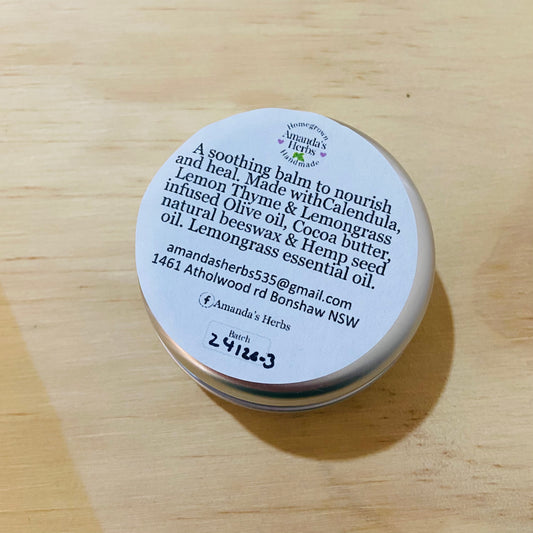 Homegrown
Amanda's
Herbs
Handmade
A soothing balm to nourish
and heal. Made withCalendula,
Lemon Thyme & Lemongrass
infused Olive oil, Cocoa butter,
natural beeswax & Hemp seed
oil. Lemongrass essential oil.
amandasherbs535@gmail.com
1461 Atholwood rd Bonshaw NSW
Amanda's Herbs
Batch
24126-3